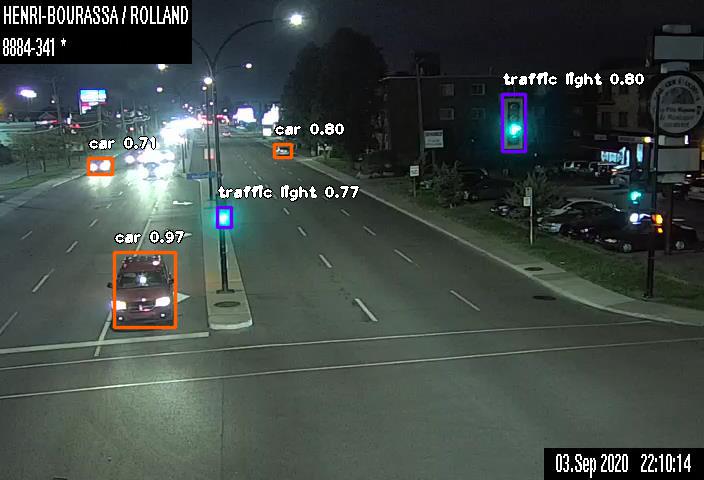 HENRI-BOURASSA / ROLLAND
8884-341 *
traffic light 0.80
car 0.80
car 0.71
traffic light 0.77
car 0.97
03.Sep 2020 22:10:14